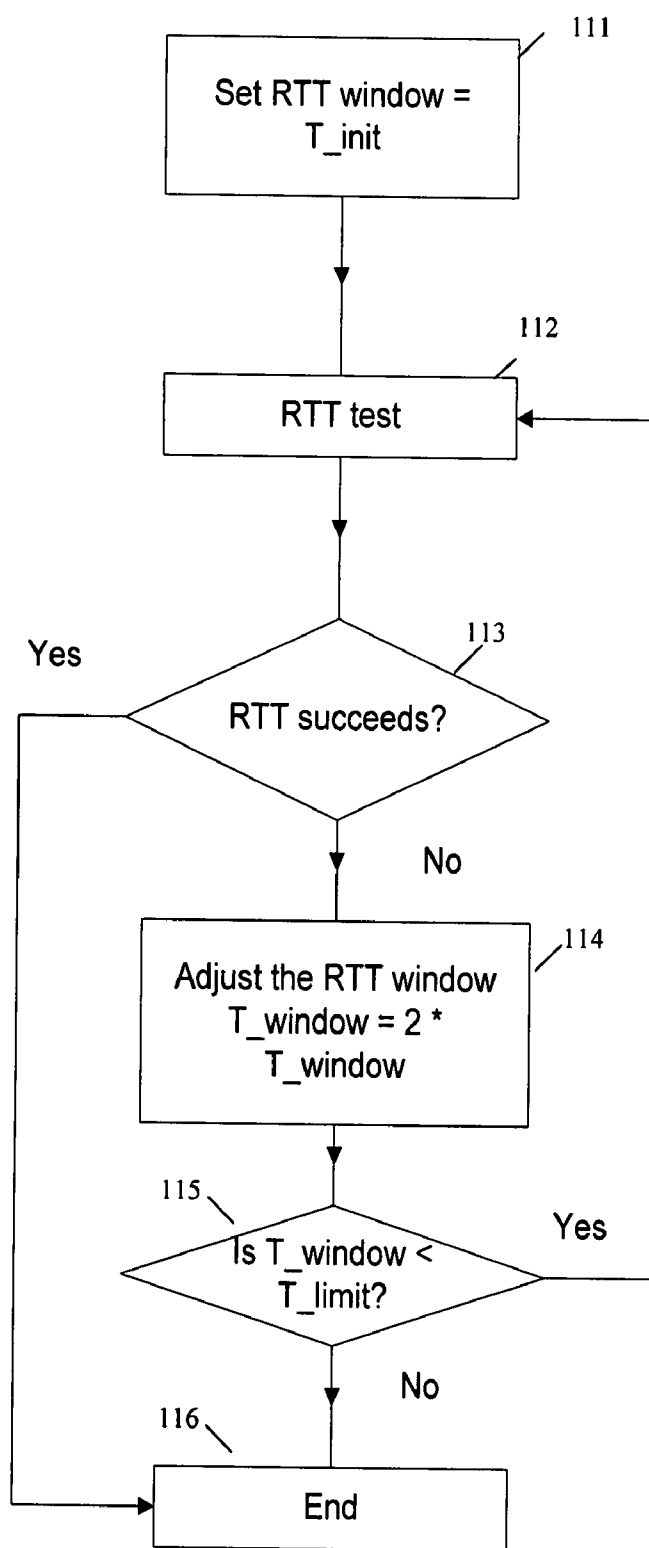 111
Set RTT window =
T_init
112
RTT test
113
Yes
RTT succeeds?
No
114
Adjust the RTT window
T_window = 2 *
T_window
115
Is T_window <
T_limit?
Yes
No
116
End